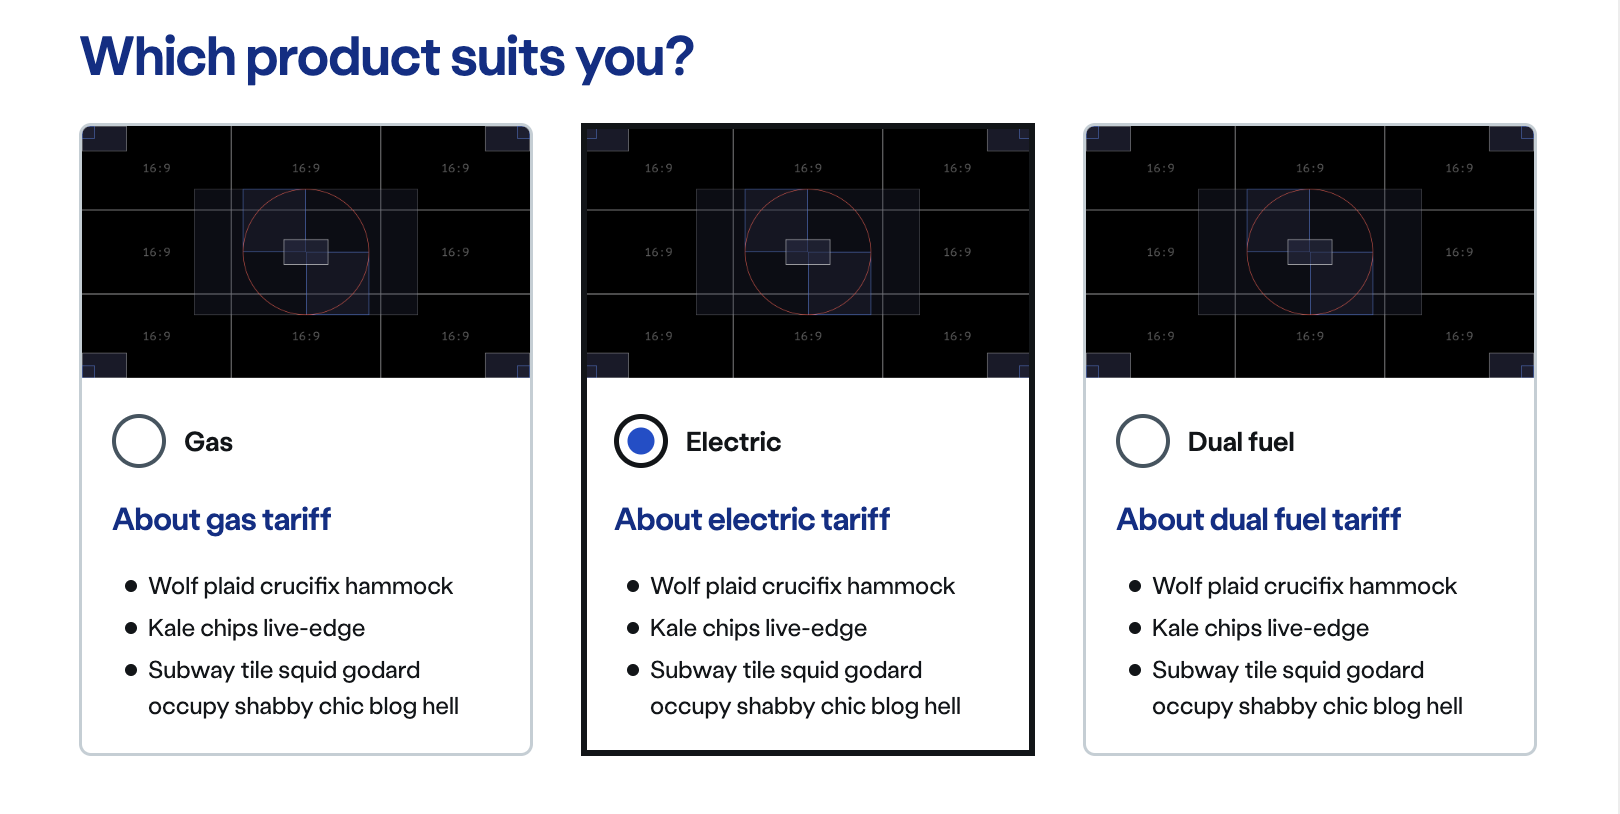 Which product suits you?
16:9 16:9 16:9
16:9 16:9
16:9 16:9 16:9
Gas
About gas tariff
Wolf plaid crucifix hammock
Kale chips live-edge
Subway tile squid godard
occupy shabby chic blog hell
16:9 16:9 16:9
16:9 16:9
16:9 16:9 16:9
Electric
About electric tariff
Wolf plaid crucifix hammock
Kale chips live-edge
Subway tile squid godard
occupy shabby chic blog hell
16:9 16:9 16:9
16:9 16:9
16:9 16:9 16:9
Dual fuel
About dual fuel tariff
Wolf plaid crucifix hammock
Kale chips live-edge
Subway tile squid godard
occupy shabby chic blog hell